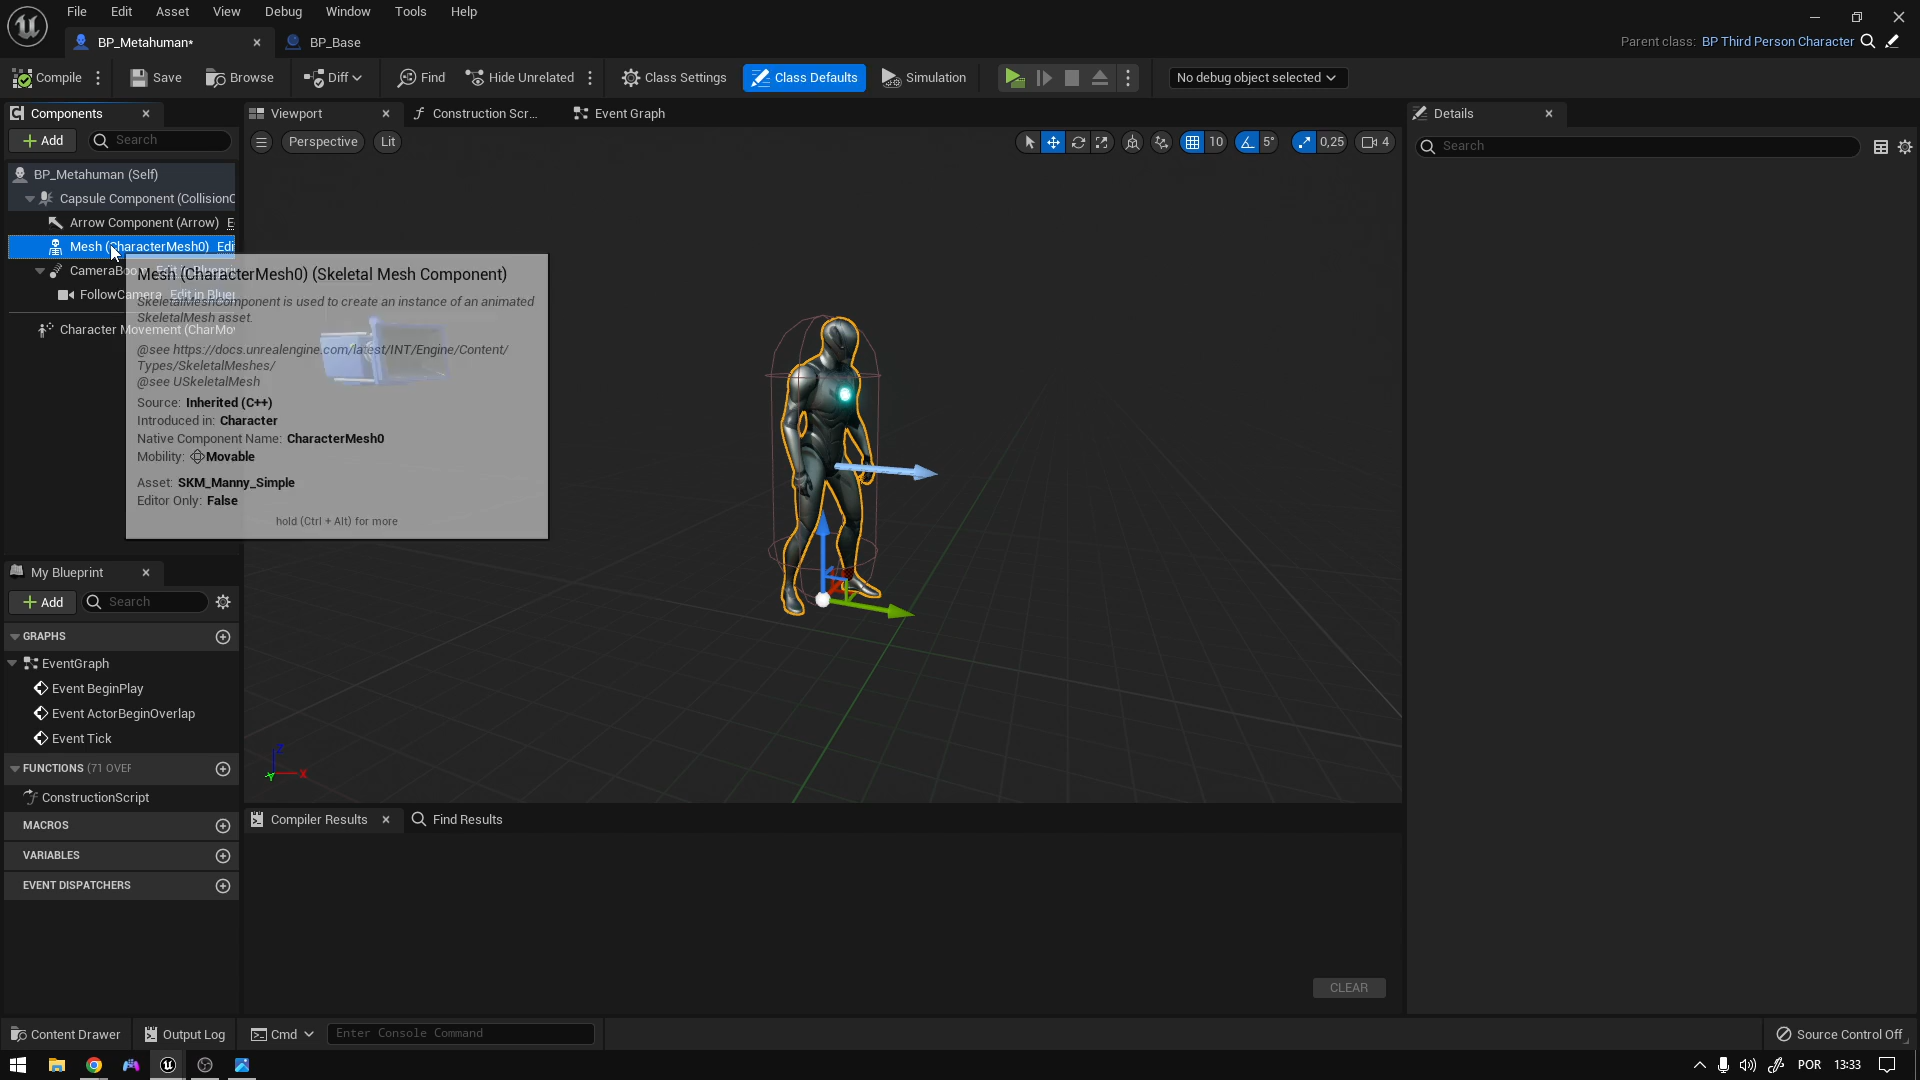 File Edit Asset View Debug Window Tools Help
BP_Metahuman*
BP_Base
Parent class: BP Third Person Character
Compile
Save
Browse
Diff
Find
Hide Unrelated
Class Settings
Class Defaults
Simulation
No debug object selected
Components
Viewport
Construction Scr...
Event Graph
Details
Add
Search
Perspective
Lit
10
5°
0,25
4
Search
BP_Metahuman (Self)
Capsule Component (CollisionC
Arrow Component (Arrow) E
Mesh (CharacterMesh0) Edi
CameraBoo
FollowCamera Edit in Bluep
Character Movement (CharMov
Mesh (CharacterMesh0) (Skeletal Mesh Component)
SkeletalMeshComponent is used to create an instance of an animated
SkeletalMesh asset.
@see https://docs.unrealengine.com/latest/INT/Engine/Content/
Types/SkeletalMeshes/
@see USkeletalMesh
Source: Inherited (C++)
Introduced in: Character
Native Component Name: CharacterMesh0
Mobility: Movable
Asset: SKM_Manny_Simple
Editor Only: False
hold (Ctrl + Alt) for more
My Blueprint
Add
Search
GRAPHS
EventGraph
Event BeginPlay
Event ActorBeginOverlap
Event Tick
FUNCTIONS (71 OVER
ConstructionScript
MACROS
VARIABLES
EVENT DISPATCHERS
Z
X
Y
Compiler Results
Find Results
CLEAR
Content Drawer
Output Log
Cmd
Enter Console Command
Source Control Off
POR
13:33